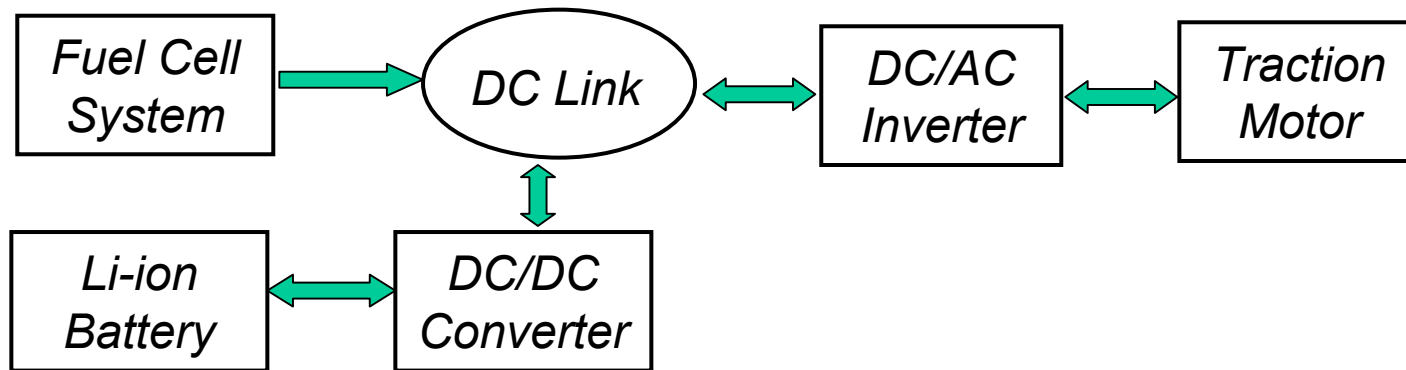 Fuel Cell
System
DC Link
DC/AC
Inverter
Traction
Motor
Li-ion
Battery
DC/DC
Converter